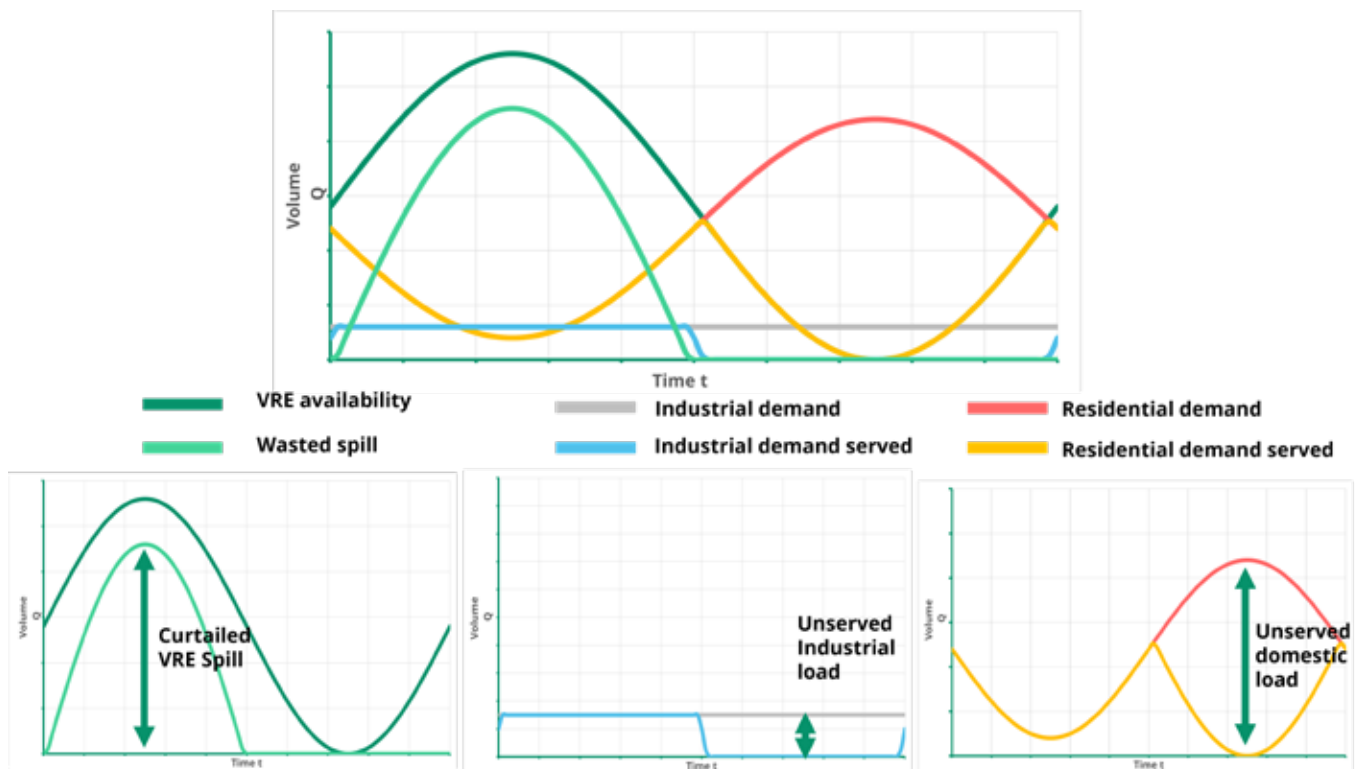 Volume
Q
Time t
VRE availability
Industrial demand
Residential demand
Wasted spill
Industrial demand served
Residential demand served
Volume
Q
Curtailed
VRE Spill
Time t
Volume
Q
Unserved
Industrial
load
Time t
Volume
Q
Unserved
domestic
load
Time t